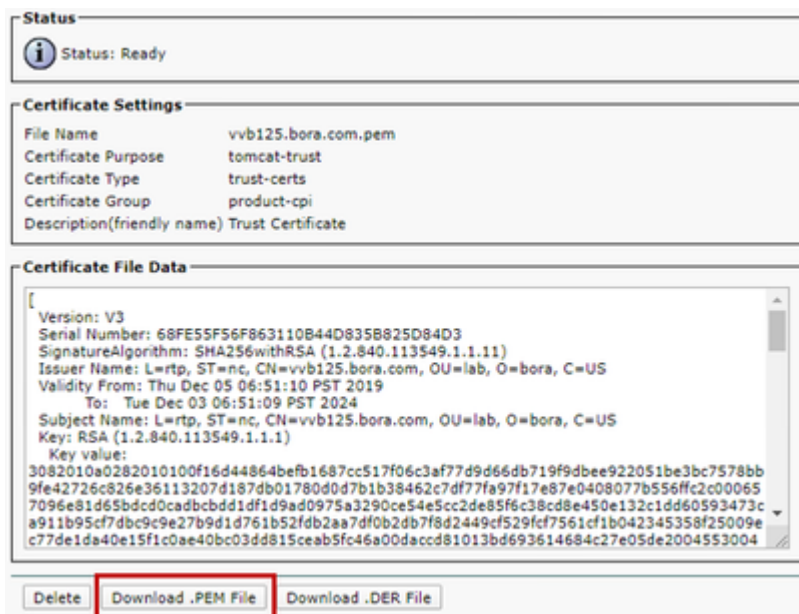 Status
i Status: Ready
Certificate Settings
File Name vvb125.bora.com.pem
Certificate Purpose tomcat-trust
Certificate Type trust-certs
Certificate Group product-cpi
Description(friendly name) Trust Certificate
Certificate File Data
[
Version: V3
Serial Number: 68FE55F56F863110B44D835B825D84D3
SignatureAlgorithm: SHA256withRSA (1.2.840.113549.1.1.11)
Issuer Name: L=rtp, ST=nc, CN=vvb125.bora.com, OU=lab, O=bora, C=US
Validity From: Thu Dec 05 06:51:10 PST 2019
To: Tue Dec 03 06:51:09 PST 2024
Subject Name: L=rtp, ST=nc, CN=vvb125.bora.com, OU=lab, O=bora, C=US
Key: RSA (1.2.840.113549.1.1.1)
Key value:
3082010a0282010100f16d44864befb1687cc517f06c3af77d9d66db719f9dbee922051be3bc7578bb
9fe42726c826e36113207d187db01780d0d7b1b38462c7df77fa97f17e87e0408077b556ffc2c00065
7096e81d65bdcd0cadbcbdd1df1d9ad0975a3290ce54e5cc2de85f6c38cd8e450e132c1dd60593473c
a911b95cf7dbc9c9e27b9d1d761b52fdb2aa7df0b2db7f8d2449cf529fcf7561cf1b042345358f25009e
c77de1da40e15f1c0ae40bc03dd815ceab5fc46a00daccd81013bd693614684c27e05de2004553004
Delete Download .PEM File Download .DER File